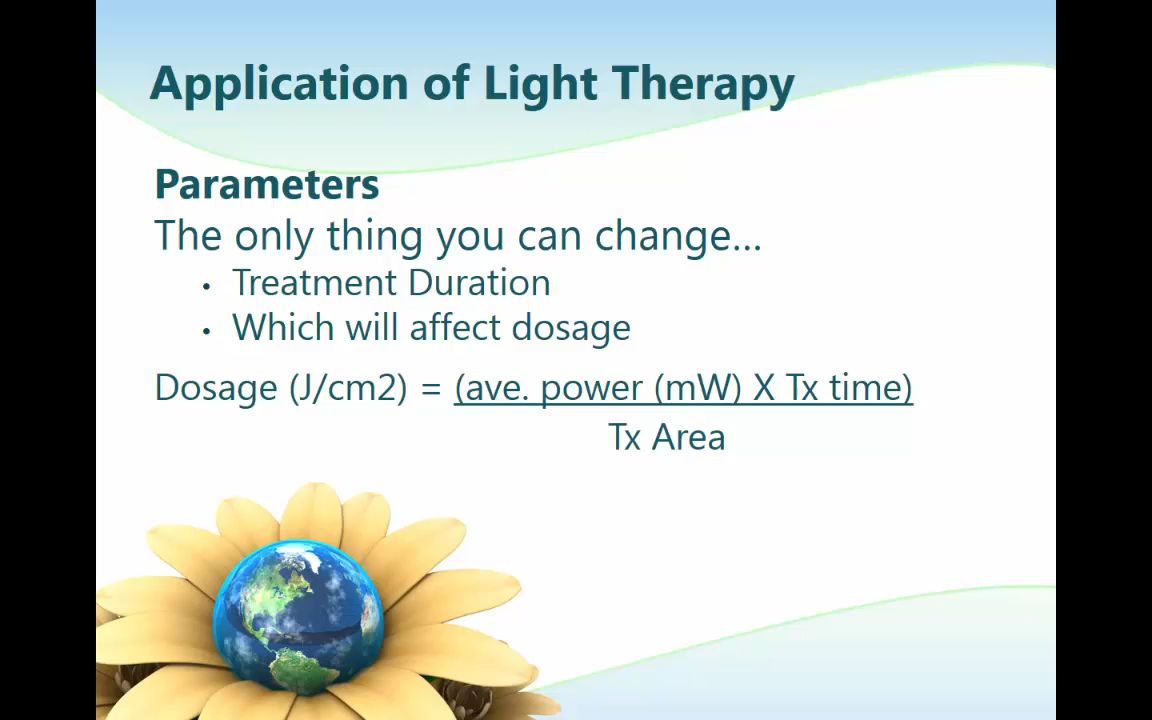 Application of Light Therapy
Parameters
The only thing you can change...
• Treatment Duration
• Which will affect dosage
Dosage (J/cm2) = (ave. power (mW) X Tx time)
Tx Area